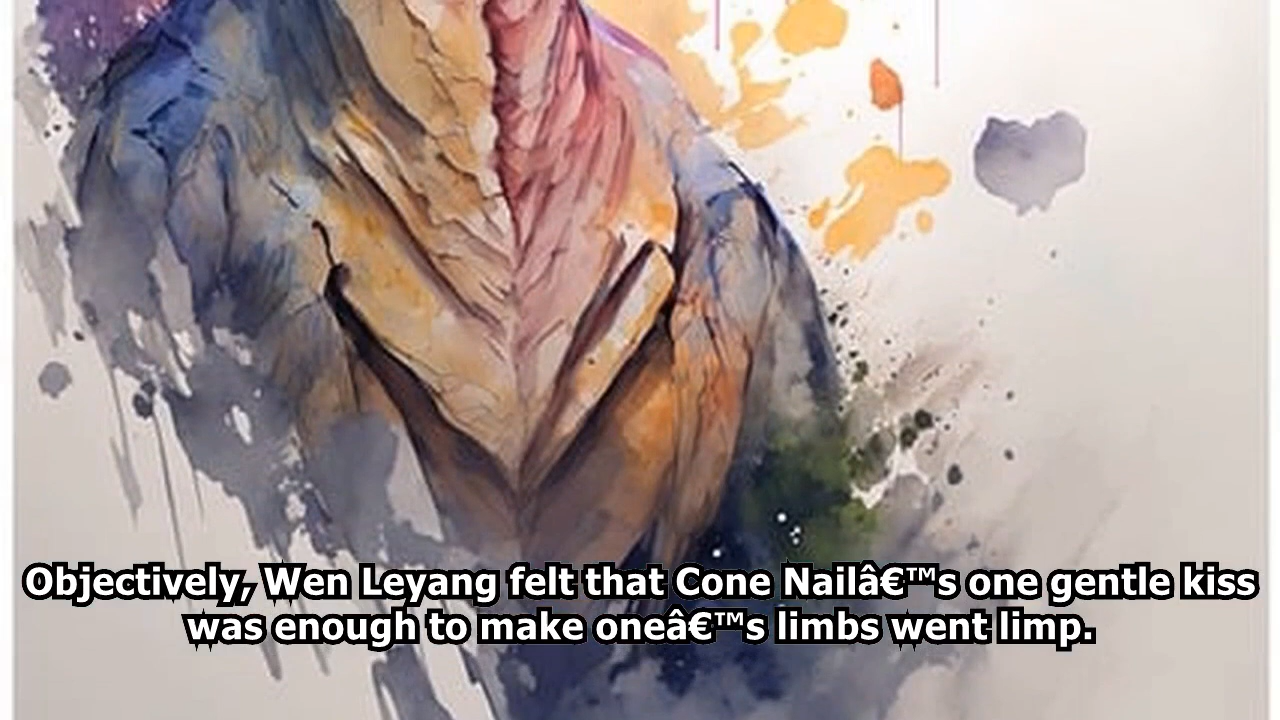 Objectively, Wen Leyang felt that Cone Nailâ€™s one gentle kiss
was enough to make oneâ€™s limbs went limp.